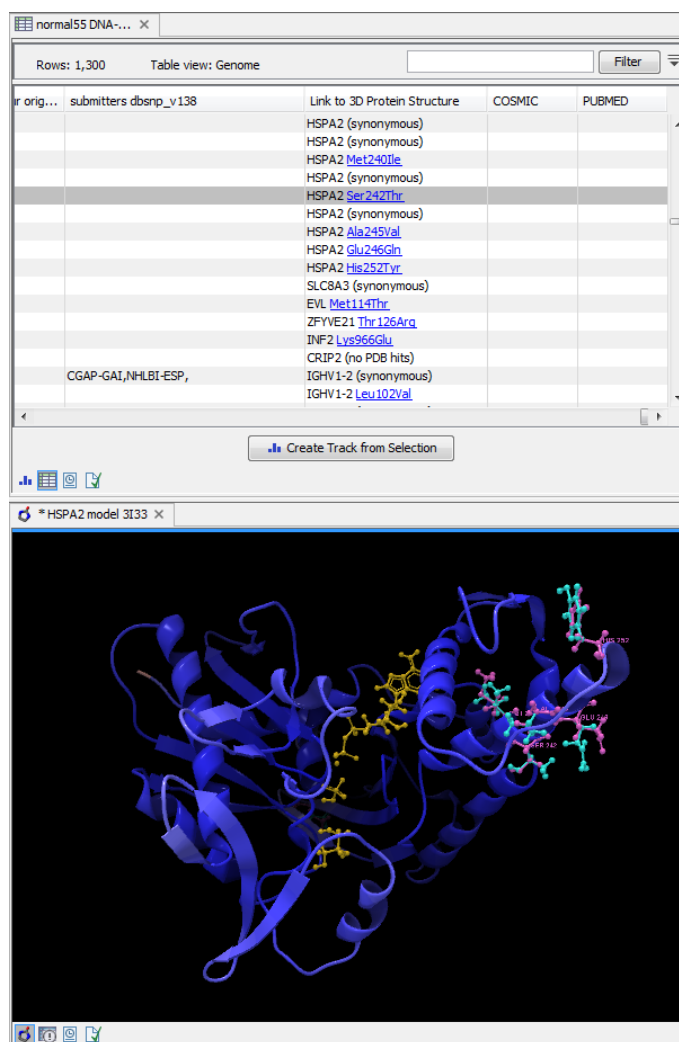 normal55 DNA-...
Rows: 1,300 Table view: Genome Filter
r orig... submitters dbsnp_v138 Link to 3D Protein Structure COSMIC PUBMED
HSPA2 (synonymous)
HSPA2 (synonymous)
HSPA2 Met240Ile
HSPA2 (synonymous)
HSPA2 Ser242Thr
HSPA2 (synonymous)
HSPA2 Ala245Val
HSPA2 Glu246Gln
HSPA2 His252Tyr
SLC8A3 (synonymous)
EVL Met114Thr
ZFYVE21 Thr126Arg
INF2 Lys966Glu
CRIP2 (no PDB hits)
CGAP-GAI,NHLBI-ESP, IGHV1-2 (synonymous)
IGHV1-2 Leu102Val
Create Track from Selection
* HSPA2 model 3I33